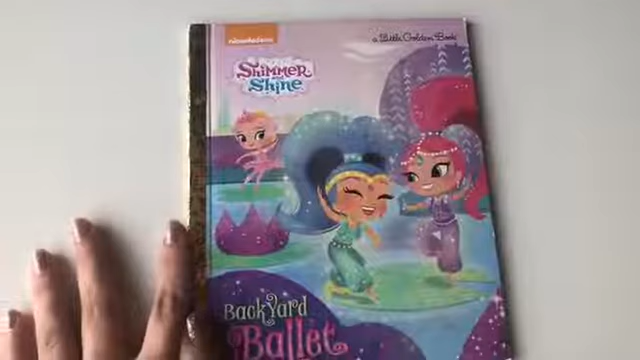 nickelodeon
a Little Golden Book
Shimmer
and
Shine
BackYard
Ballet